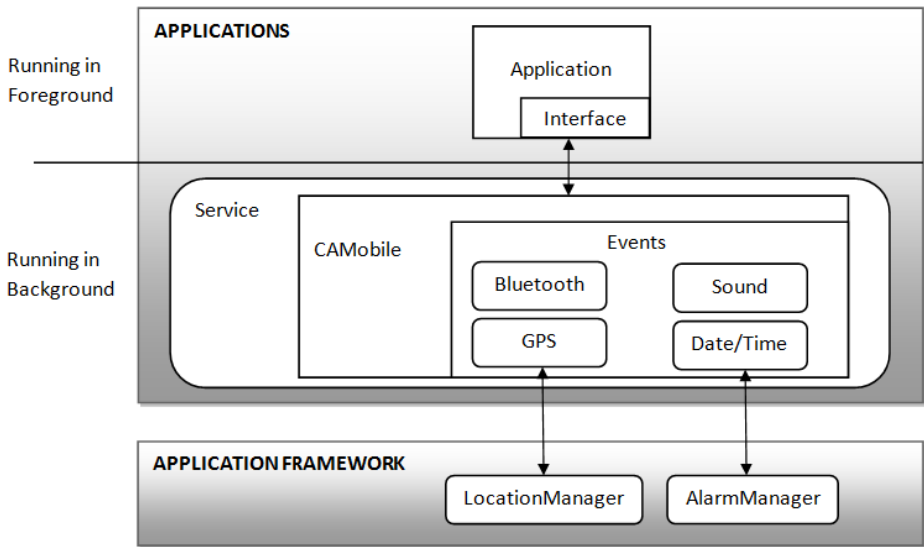 APPLICATIONS
Running in
Foreground
Application
Interface
Service
CAMobile
Events
Running in
Background
Bluetooth
Sound
GPS
Date/Time
APPLICATION FRAMEWORK
LocationManager
AlarmManager